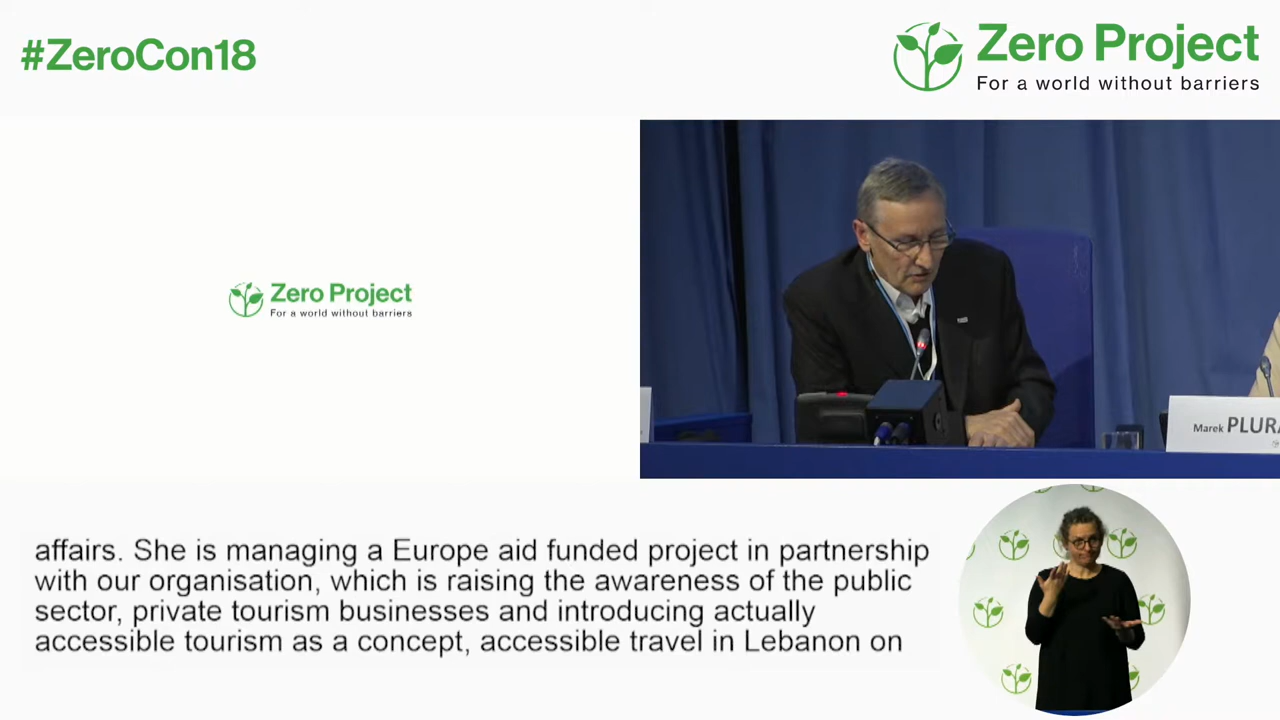 #ZeroCon18
Zero Project
For a world without barriers
Zero Project
For a world without barriers
Marek
affairs. She is managing a Europe aid funded project in partnership
with our organisation, which is raising the awareness of the public
sector, private tourism businesses and introducing actually
accessible tourism as a concept, accessible travel in Lebanon on